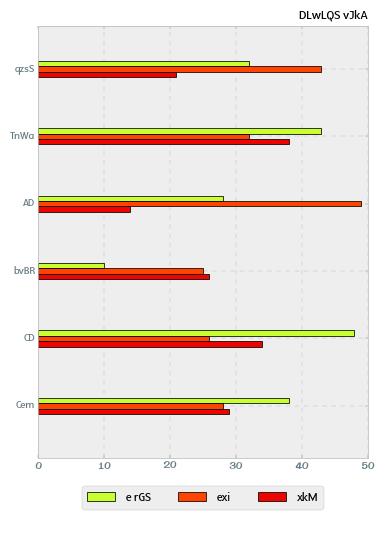 DLwLQS vJkA
qzsS
TnWα
AD
bvBR
CD
Cem
0 10 20 30 40 50
e rGS exi xkM